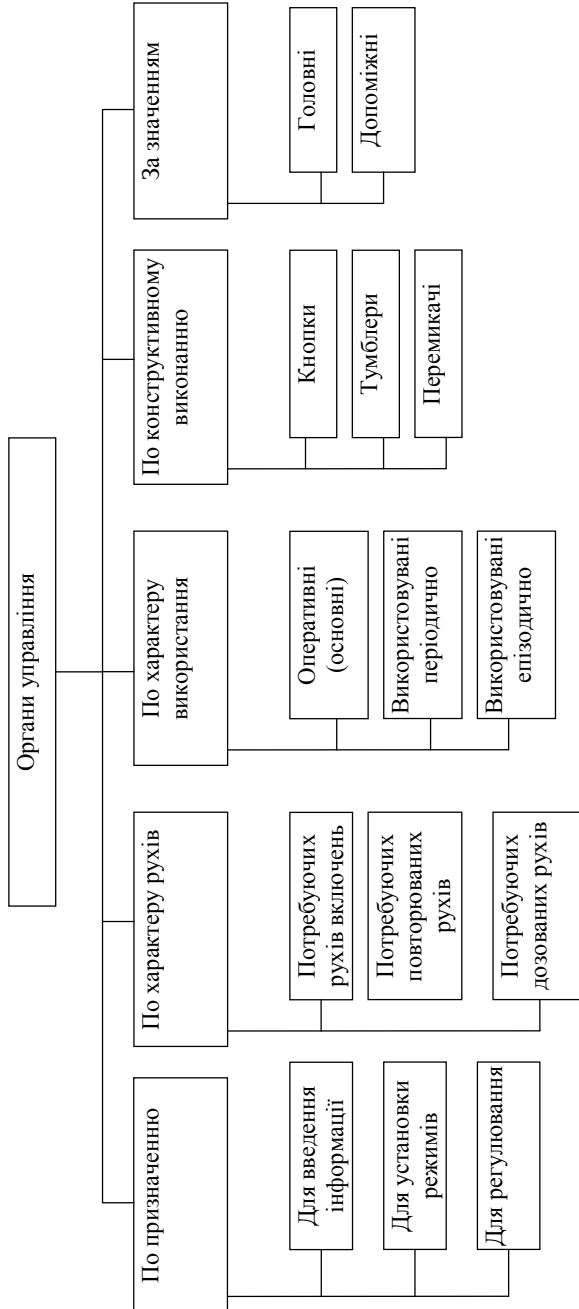 Органи управління
По призначенню
Для введення
інформації
Для установки
режимів
Для регулювання
По характеру рухів
Потребуючих
рухів включень
Потребуючих
повторюваних
рухів
Потребуючих
дозованих рухів
По характеру
використання
Оперативні
(основні)
Використовувані
періодично
Використовувані
епізодично
По конструктивному
виконанню
Кнопки
Тумблери
Перемикачі
За значенням
Головні
Допоміжні